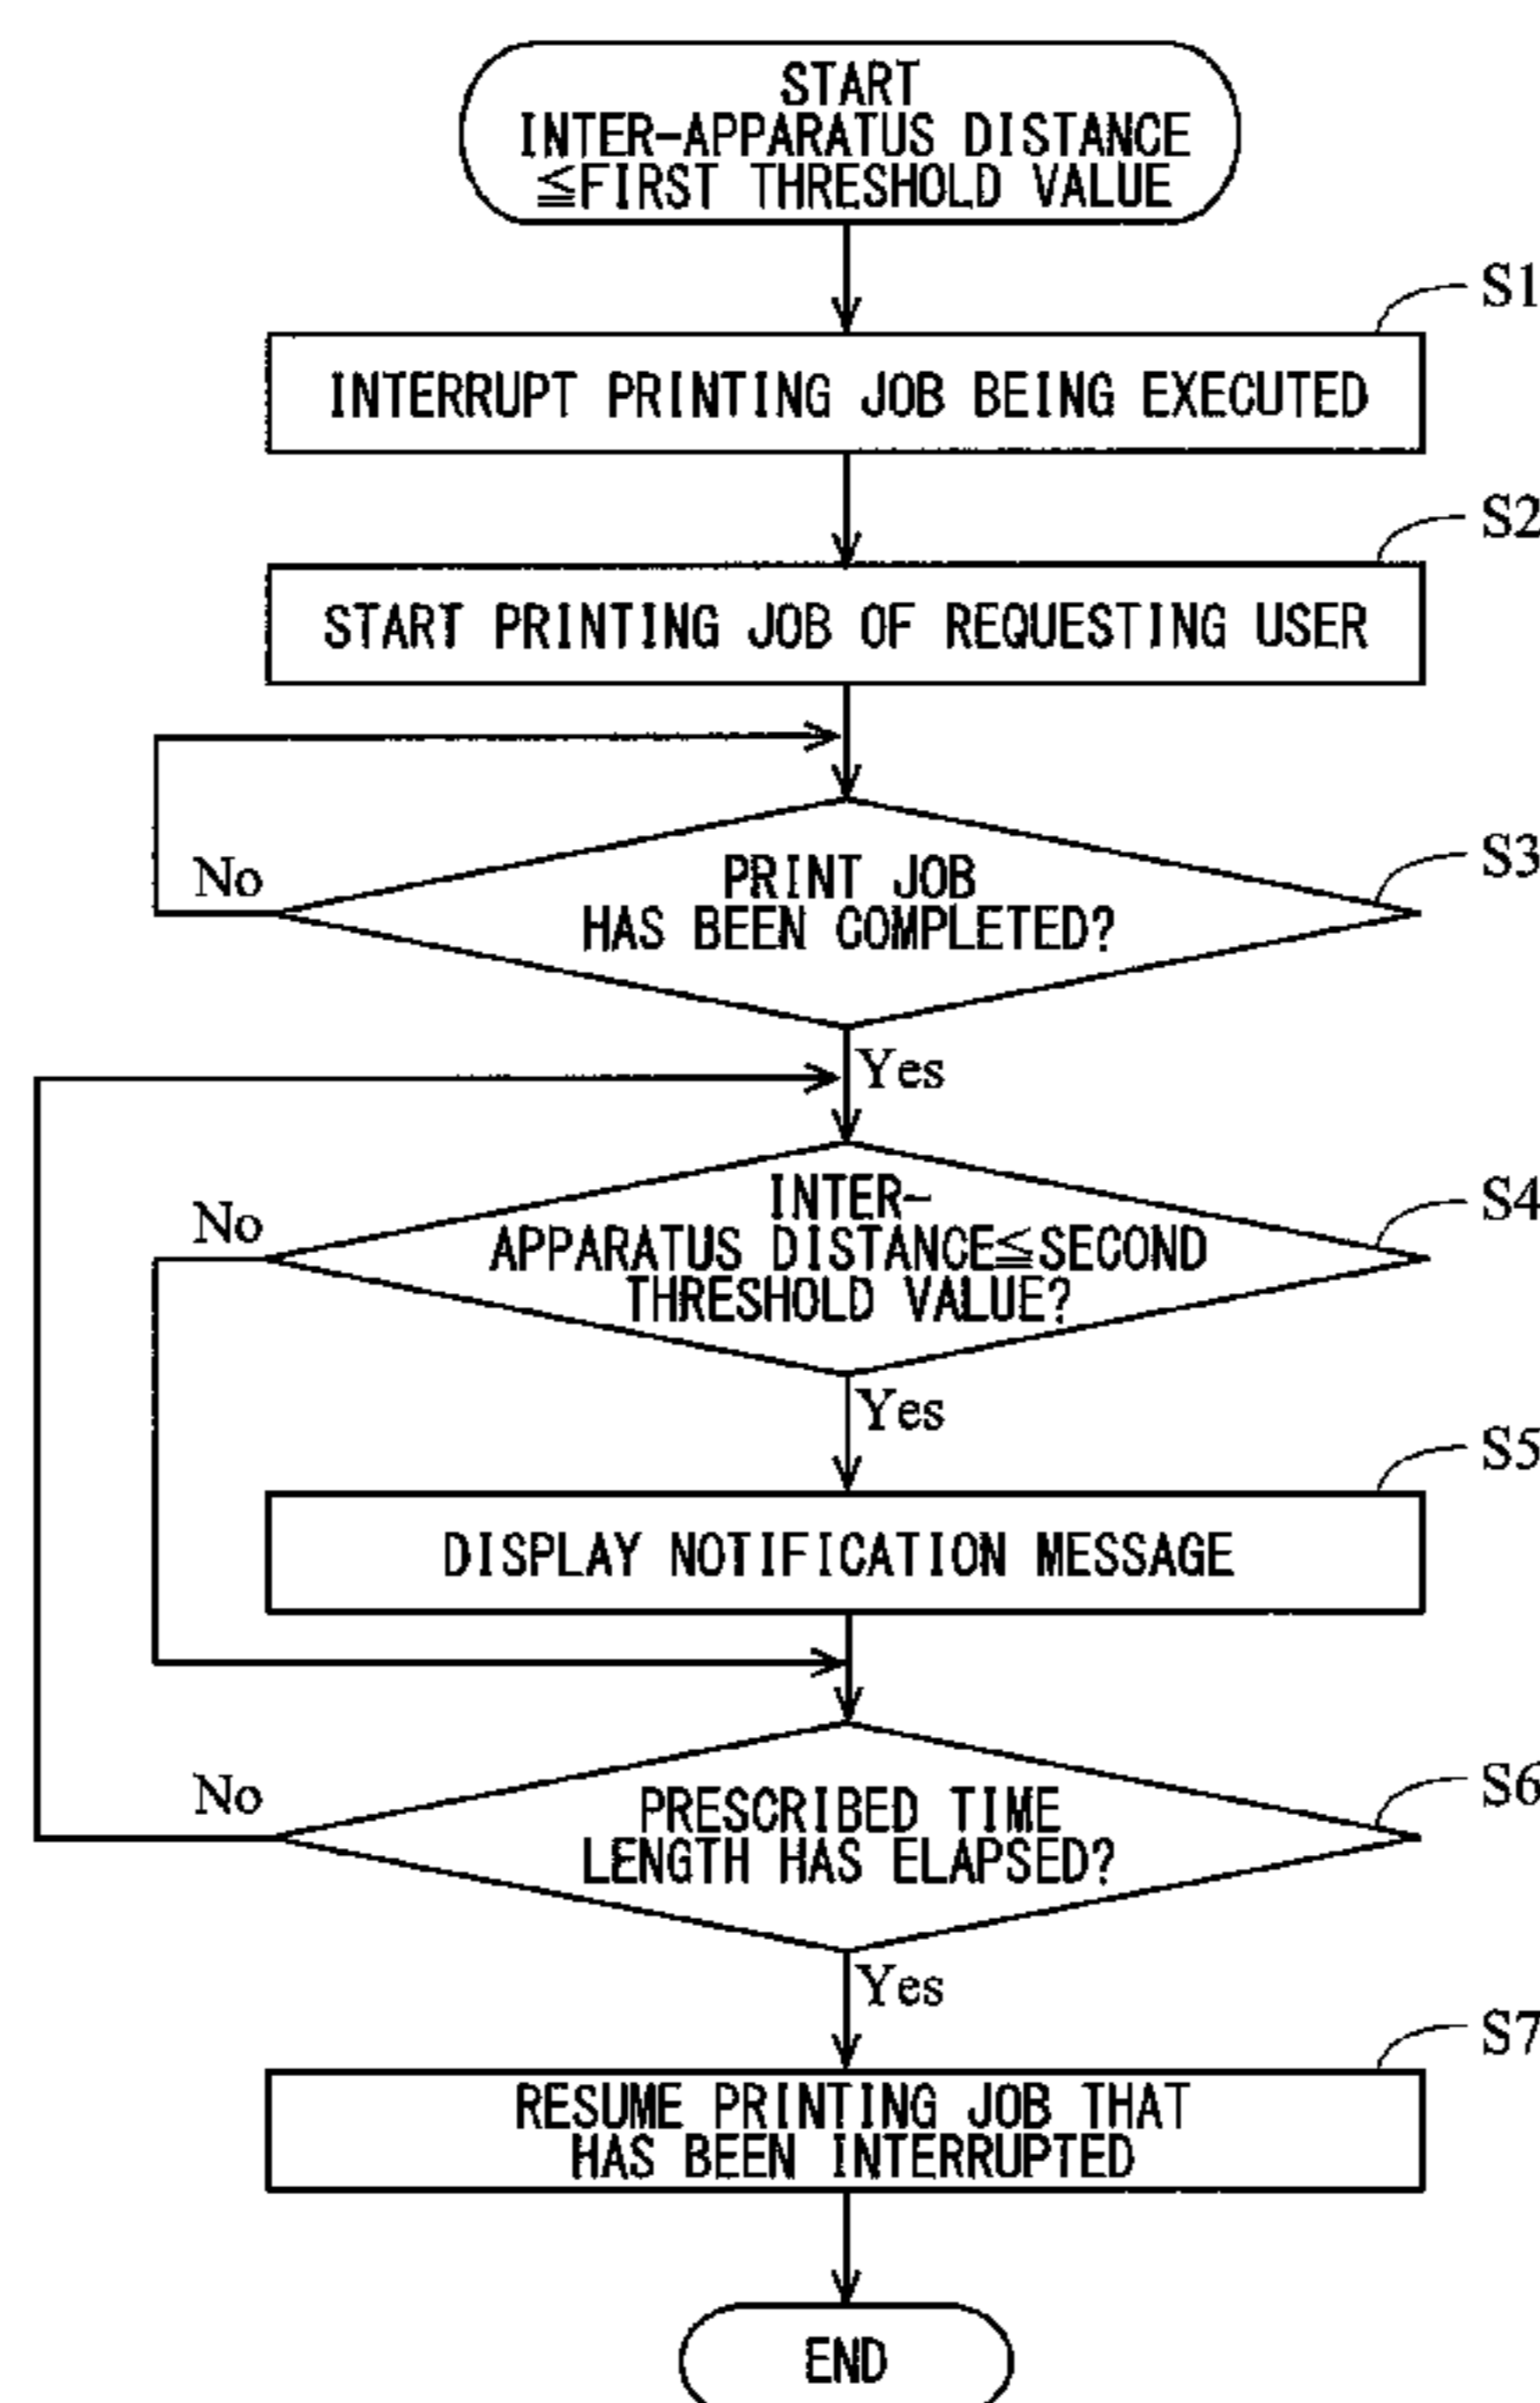 START
INTER-APPARATUS DISTANCE
≦FIRST THRESHOLD VALUE
S1
INTERRUPT PRINTING JOB BEING EXECUTED
S2
START PRINTING JOB OF REQUESTING USER
S3
No
PRINT JOB
HAS BEEN COMPLETED?
Yes
S4
No
INTER-
APPARATUS DISTANCE≦SECOND
THRESHOLD VALUE?
Yes
S5
DISPLAY NOTIFICATION MESSAGE
S6
No
PRESCRIBED TIME
LENGTH HAS ELAPSED?
Yes
S7
RESUME PRINTING JOB THAT
HAS BEEN INTERRUPTED
END